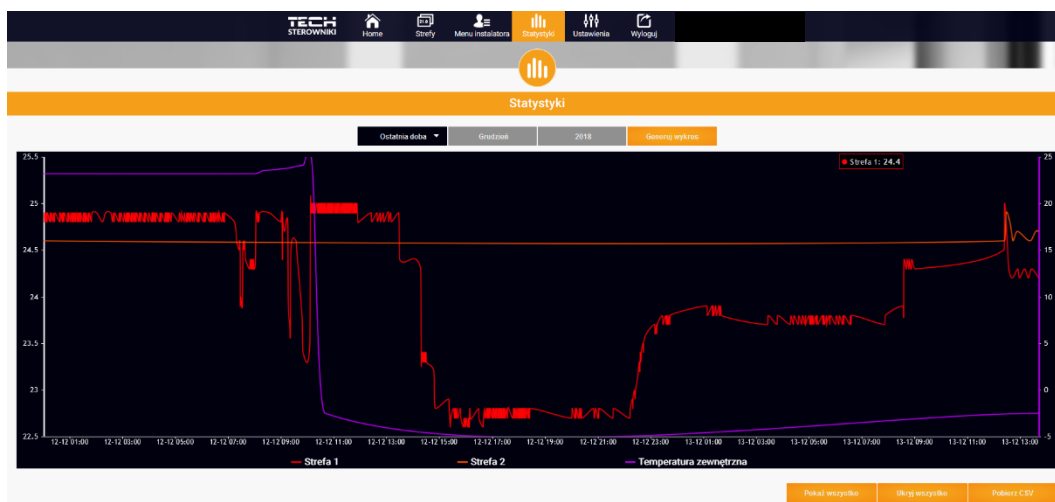 TECH
STEROWNIKI
Home
Strefy
Menu instalatora
Statystyki
Ustawienia
Wyloguj
Statystyki
Ostatnia doba
Grudzień
2018
Generuj wykres
Strefa 1: 24.4
25.5
25
24.5
24
23.5
23
22.5
25
20
15
10
5
0
-5
12-12 01:00 12-12 03:00 12-12 05:00 12-12 07:00 12-12 09:00 12-12 11:00 12-12 13:00 12-12 15:00 12-12 17:00 12-12 19:00 12-12 21:00 12-12 23:00 13-12 01:00 13-12 03:00 13-12 05:00 13-12 07:00 13-12 09:00 13-12 11:00 13-12 13:00
Strefa 1 Strefa 2 Temperatura zewnętrzna
Pokaż wszystko
Ukryj wszystko
Pobierz CSV